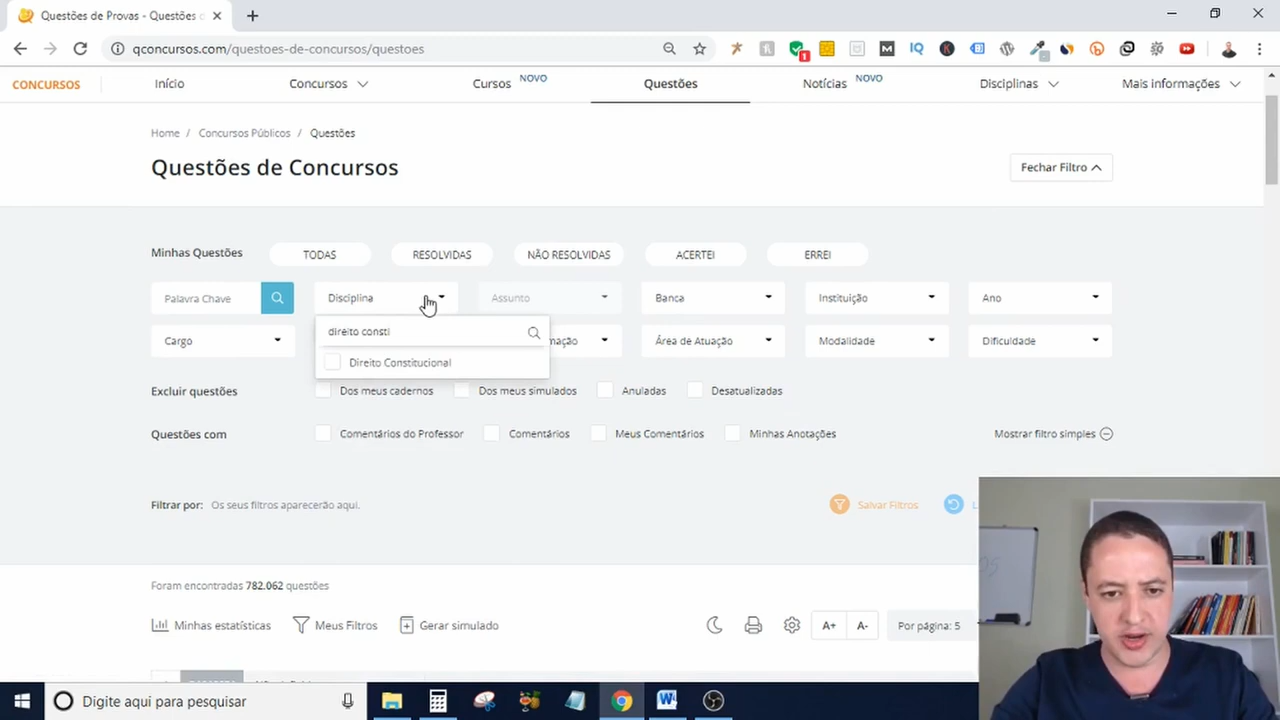 Questões de Provas - Questões d
qconcursos.com/questoes-de-concurso/questoes
CONCURSOS
Início
Concursos
Cursos NOVO
Questões
Notícias NOVO
Disciplinas
Mais informações
Home / Concursos Públicos / Questões
Questões de Concursos
Fechar Filtro
Minhas Questões
TODAS
RESOLVIDAS
NÃO RESOLVIDAS
ACERTEI
ERREI
Palavra Chave
Disciplina
Assunto
Banca
Instituição
Ano
direito consti
Cargo
mação
Área de Atuação
Modalidade
Dificuldade
Direito Constitucional
Excluir questões
Dos meus cadernos
Dos meus simulados
Anuladas
Desatualizadas
Questões com
Comentários do Professor
Comentários
Meus Comentários
Minhas Anotações
Mostrar filtro simples
Filtrar por: Os seus filtros aparecerão aqui.
Salvar Filtros
Foram encontradas 782.062 questões
Minhas estatísticas
Meus Filtros
Gerar simulado
A+
A-
Por página: 5
Digite aqui para pesquisar